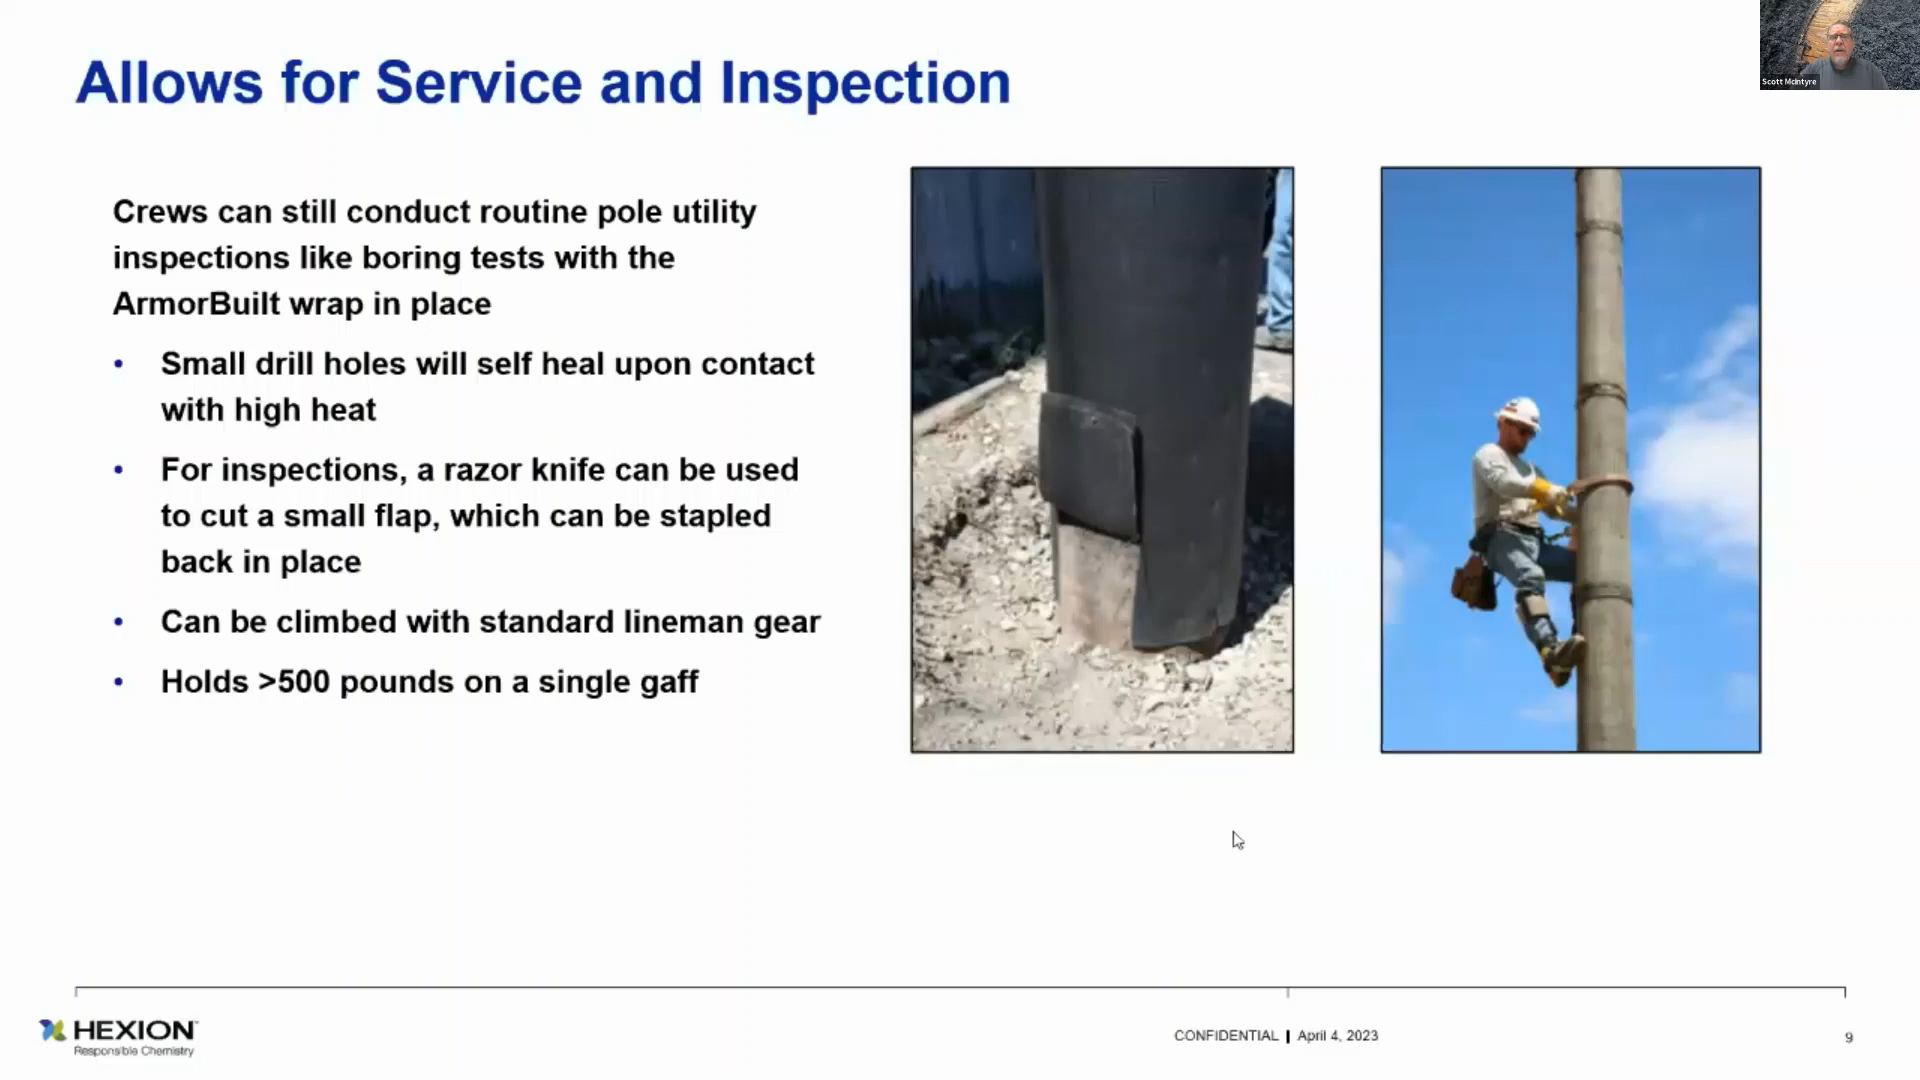 Allows for Service and Inspection
Scott McIntyre
Crews can still conduct routine pole utility
inspections like boring tests with the
ArmorBuilt wrap in place
• Small drill holes will self heal upon contact
with high heat
• For inspections, a razor knife can be used
to cut a small flap, which can be stapled
back in place
• Can be climbed with standard lineman gear
• Holds >500 pounds on a single gaff
HEXION™
Responsible Chemistry
CONFIDENTIAL | April 4, 2023
9